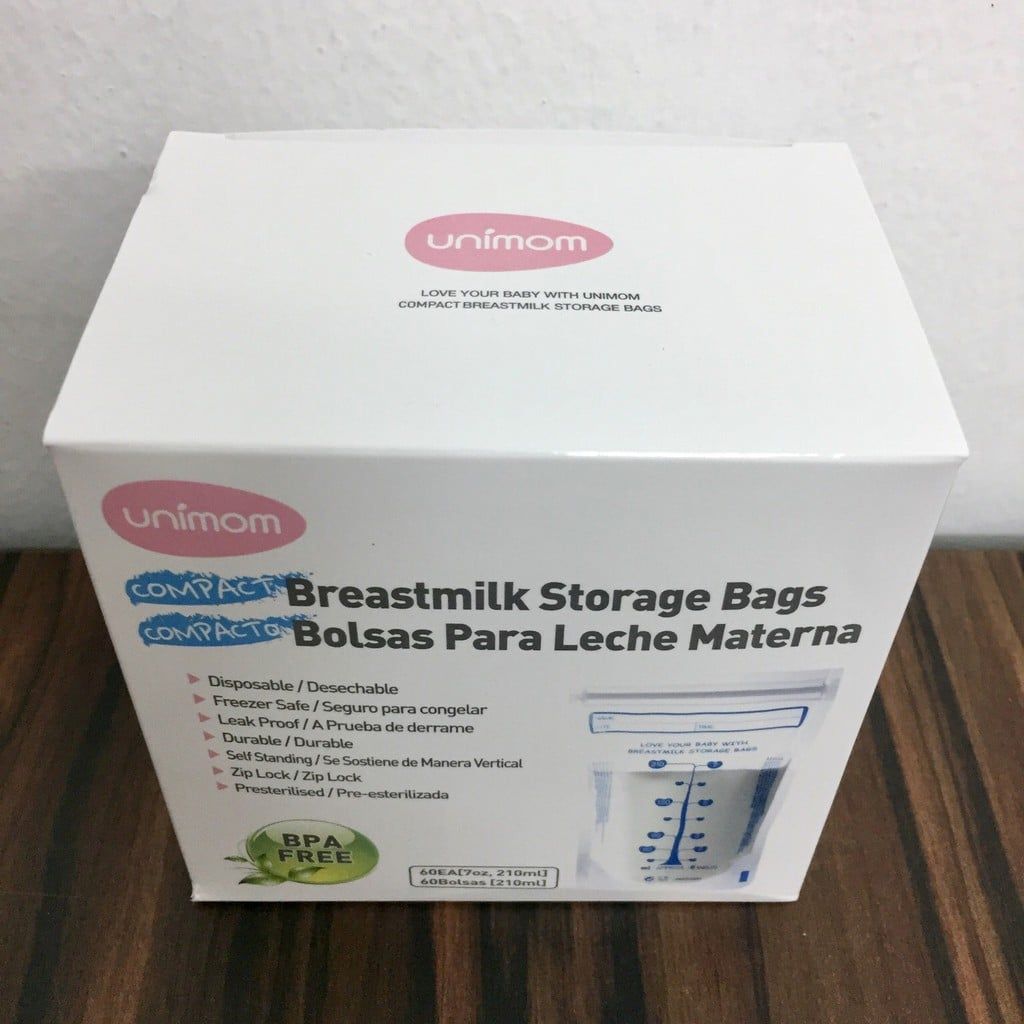 unimom
LOVE YOUR BABY WITH UNIMOM
COMPACT BREASTMILK STORAGE BAGS
unimom
COMPACT Breastmilk Storage Bags
COMPACTO Bolsas Para Leche Materna
Disposable / Desechable
Freezer Safe / Seguro para congelar
Leak Proof / A Prueba de derrame
Durable / Durable
Self Standing / Se Sostiene de Manera Vertical
Zip Lock / Zip Lock
Presterilised / Pre-esterilizada
BPA
FREE
60EA[7oz, 210ml]
60Bolsas [210ml]
LOVE YOUR BABY WITH
BREASTMILK STORAGE BAGS
210